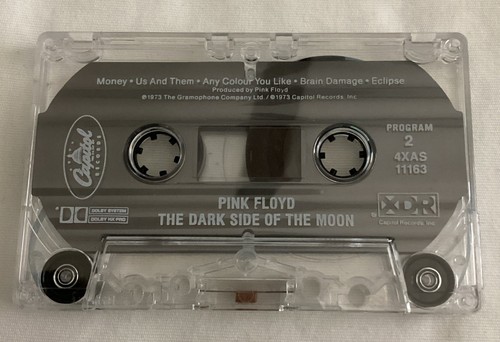 Money • Us And Them • Any Colour You Like • Brain Damage • Eclipse
Produced by Pink Floyd
℗1973 The Gramophone Company Ltd. / ©1973 Capitol Records, Inc.
Capitol
RECORDS
PROGRAM
2
4XAS
11163
PINK FLOYD
THE DARK SIDE OF THE MOON
DOLBY SYSTEM
DOLBY HX PRO
XDR
Capitol Records, Inc.